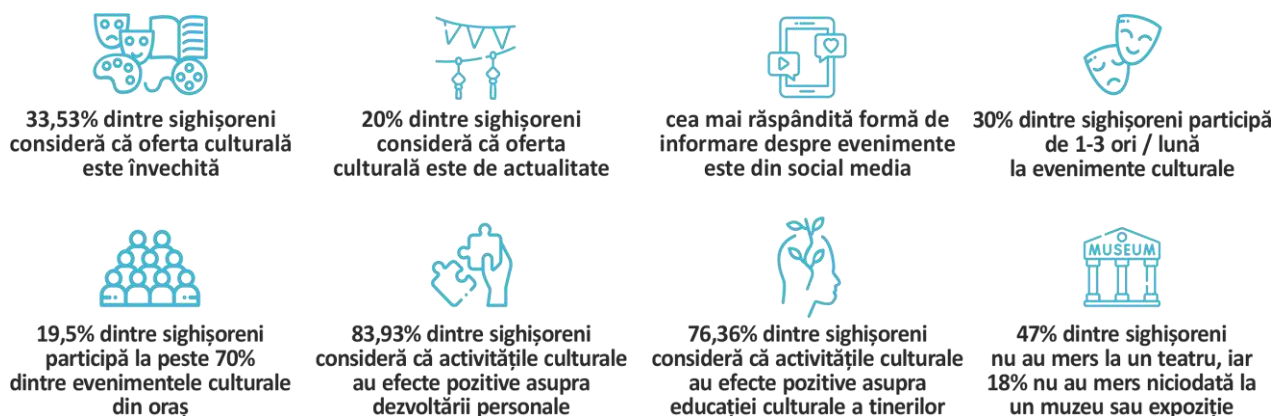 33,53% dintre sighișoreni
consideră că oferta culturală
este învechită
20% dintre sighișoreni
consideră că oferta
culturală este de actualitate
cea mai răspândită formă de
informare despre evenimente
este din social media
30% dintre sighișoreni participă
de 1-3 ori / lună
la evenimente culturale
19,5% dintre sighișoreni
participă la peste 70%
dintre evenimentele culturale
din oraș
83,93% dintre sighișoreni
consideră că activitățile culturale
au efecte pozitive asupra
dezvoltării personale
76,36% dintre sighișoreni
consideră că activitățile culturale
au efecte pozitive asupra
educației culturale a tinerilor
MUSEUM
47% dintre sighișoreni
nu au mers la un teatru, iar
18% nu au mers niciodată la
un muzeu sau expoziție